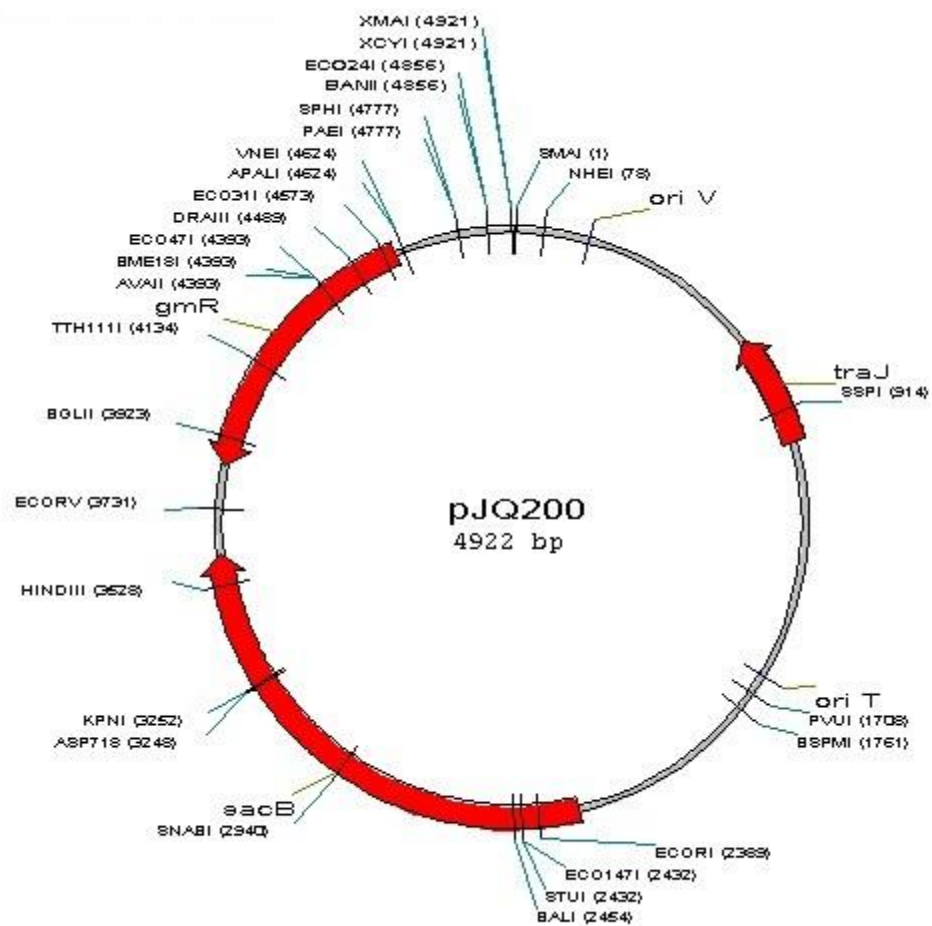 XMAI (4921)
XCYI (4921)
ECO24I (4856)
BANII (4856)
SPHI (4777)
PAEI (4777)
VNEI (4624)
APALI (4624)
ECO31I (4573)
DRAIII (4489)
ECO47I (4393)
BME18I (4393)
AVAII (4393)
gmR
TTH111I (4134)
BGLII (3923)
ECORV (3731)
HINDIII (3528)
KPNI (3252)
ASP718 (3248)
sacB
SNABI (2940)
SMAI (1)
NHEI (78)
ori V
traJ
SSPI (914)
pJQ200
4922 bp
ori T
PVUI (1708)
BSPMI (1761)
ECORI (2389)
ECO147I (2432)
STUI (2432)
BALI (2454)